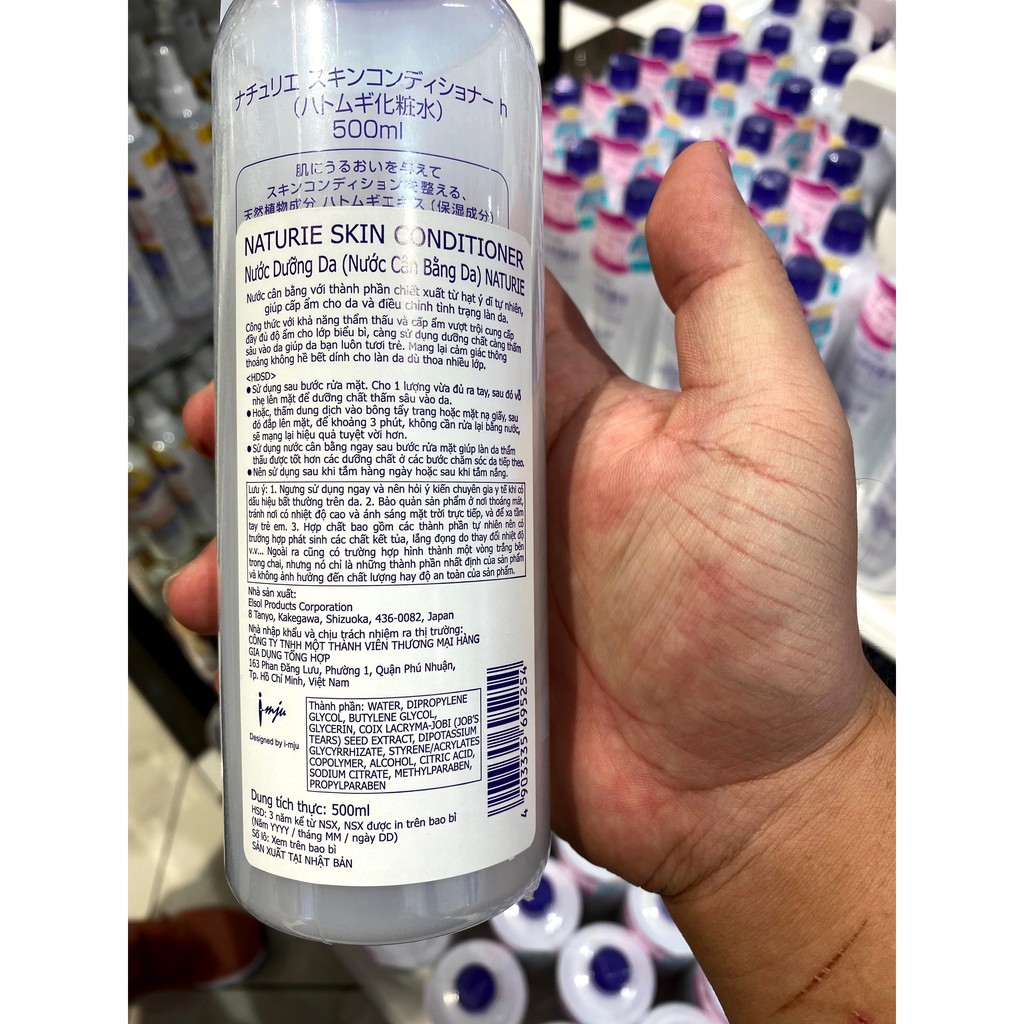 ナチュリエ スキンコンディショナー h
（ハトムギ化粧水）
500ml
肌にうるおいを与えて
スキンコンディションを整える、
天然植物成分 ハトムギエキス（保湿成分）
NATURIE SKIN CONDITIONER
Nước Dưỡng Da (Nước Cân Bằng Da) NATURIE
Nước cân bằng với thành phần chiết xuất từ hạt ý dĩ tự nhiên,
giúp cấp ẩm cho da và điều chỉnh tình trạng làn da.
Công thức với khả năng thẩm thấu và cấp ẩm vượt trội cung cấp
đầy đủ độ ẩm cho lớp biểu bì, càng sử dụng dưỡng chất càng thấm
sâu vào da giúp da bạn luôn tươi trẻ. Mang lại cảm giác thông
thoáng không hề bết dính cho làn da dù thoa nhiều lớp.
<HDSD>
●Sử dụng sau bước rửa mặt. Cho 1 lượng vừa đủ ra tay, sau đó vỗ
nhẹ lên mặt để dưỡng chất thấm sâu vào da.
●Hoặc, thấm dung dịch vào bông tẩy trang hoặc mặt nạ giấy, sau
đó đắp lên mặt, để khoảng 3 phút, không cần rửa lại bằng nước,
sẽ mang lại hiệu quả tuyệt vời hơn.
●Sử dụng nước cân bằng ngay sau bước rửa mặt giúp làn da thẩm
thấu được tốt hơn các dưỡng chất ở các bước chăm sóc da tiếp theo.
●Nên sử dụng sau khi tắm hàng ngày hoặc sau khi tắm nắng.
Lưu ý: 1. Ngưng sử dụng ngay và nên hỏi ý kiến chuyên gia y tế khi có
dấu hiệu bất thường trên da. 2. Bảo quản sản phẩm ở nơi thoáng mát,
tránh nơi có nhiệt độ cao và ánh sáng mặt trời trực tiếp, và để xa tầm
tay trẻ em. 3. Hợp chất bao gồm các thành phần tự nhiên nên có
trường hợp phát sinh các chất kết tủa, lắng đọng do thay đổi nhiệt độ
v.v... Ngoài ra cũng có trường hợp hình thành một vòng trắng bên
trong chai, nhưng nó chỉ là những thành phần nhất định của sản phẩm
và không ảnh hưởng đến chất lượng hay độ an toàn của sản phẩm.
Nhà sản xuất:
Elsol Products Corporation
8 Tanyo, Kakegawa, Shizuoka, 436-0082, Japan
Nhà nhập khẩu và chịu trách nhiệm ra thị trường:
CÔNG TY TNHH MỘT THÀNH VIÊN THƯƠNG MẠI HÀNG
GIA DỤNG TỔNG HỢP
163 Phan Đăng Lưu, Phường 1, Quận Phú Nhuận,
Tp. Hồ Chí Minh, Việt Nam
i-mju
Designed by i-mju
Thành phần: WATER, DIPROPYLENE
GLYCOL, BUTYLENE GLYCOL,
GLYCERIN, COIX LACRYMA-JOBI (JOB'S
TEARS) SEED EXTRACT, DIPOTASSIUM
GLYCYRRHIZATE, STYRENE/ACRYLATES
COPOLYMER, ALCOHOL, CITRIC ACID,
SODIUM CITRATE, METHYLPARABEN,
PROPYLPARABEN
4 903335 695254
Dung tích thực: 500ml
HSD: 3 năm kể từ NSX, NSX được in trên bao bì
(Năm YYYY / tháng MM / ngày DD)
Số lô: Xem trên bao bì
SẢN XUẤT TẠI NHẬT BẢN